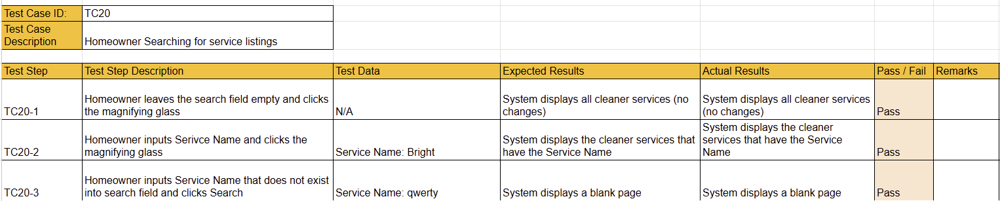 Test Case ID: TC20
Test Case
Description Homeowner Searching for service listings
Test Step Test Step Description Test Data Expected Results Actual Results Pass / Fail Remarks
Homeowner leaves the search field empty and clicks System displays all cleaner services (no System displays all cleaner services
TC20-1 the magnifying glass N/A changes) (no changes) Pass
System displays the cleaner
Homeowner inputs Serivce Name and clicks the System displays the cleaner services that services that have the Service
TC20-2 magnifying glass Service Name: Bright have the Service Name Name Pass
Homeowner inputs Service Name that does not exist
TC20-3 into search field and clicks Search Service Name: qwerty System displays a blank page System displays a blank page Pass